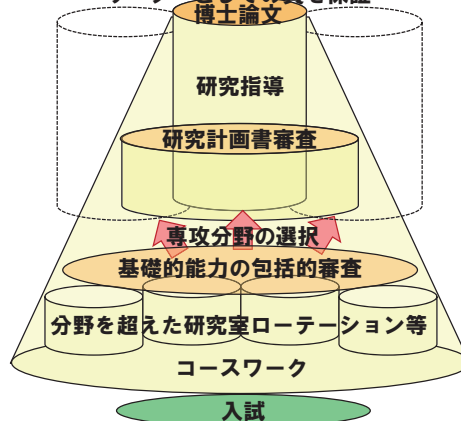 博士論文
研究指導
研究計画書審査
専攻分野の選択
基礎的能力の包括的審査
分野を超えた研究室ローテーション等
コースワーク
入試